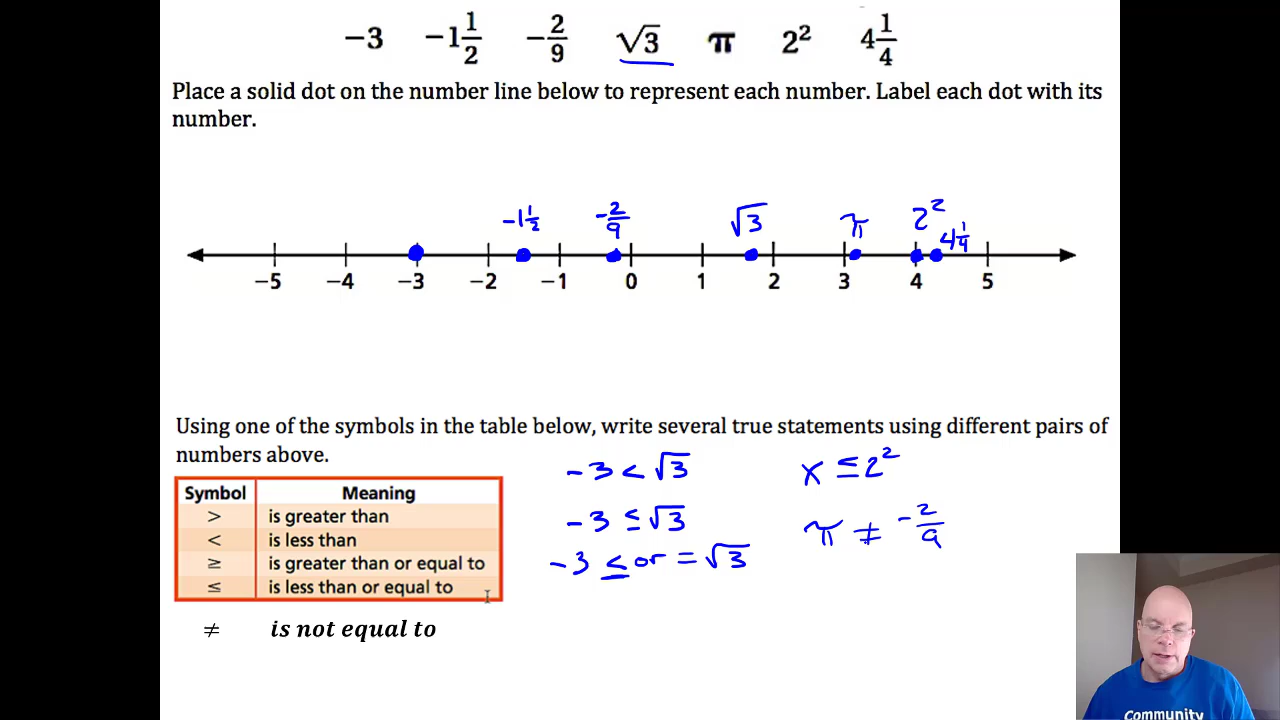 −3 −1 1/2 −2/9 √3 π 2² 4 1/4
Place a solid dot on the number line below to represent each number. Label each dot with its
number.
−1 1/2 −2/9 √3 π 2² 4 1/4
−5 −4 −3 −2 −1 0 1 2 3 4 5
Using one of the symbols in the table below, write several true statements using different pairs of
numbers above.
Symbol Meaning
> is greater than
< is less than
≥ is greater than or equal to
≤ is less than or equal to
≠ is not equal to
−3 < √3
−3 ≤ √3
−3 < or = √3
x ≤ 2²
π ≠ −2/9
Community